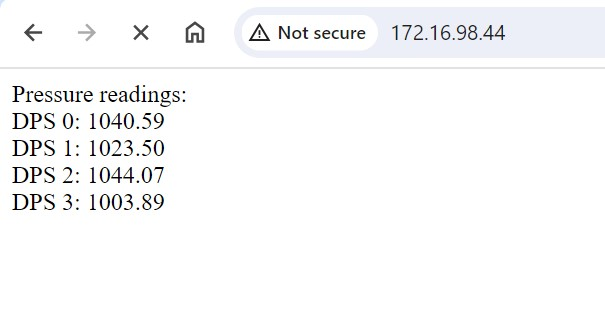 Not secure 172.16.98.44
Pressure readings:
DPS 0: 1040.59
DPS 1: 1023.50
DPS 2: 1044.07
DPS 3: 1003.89